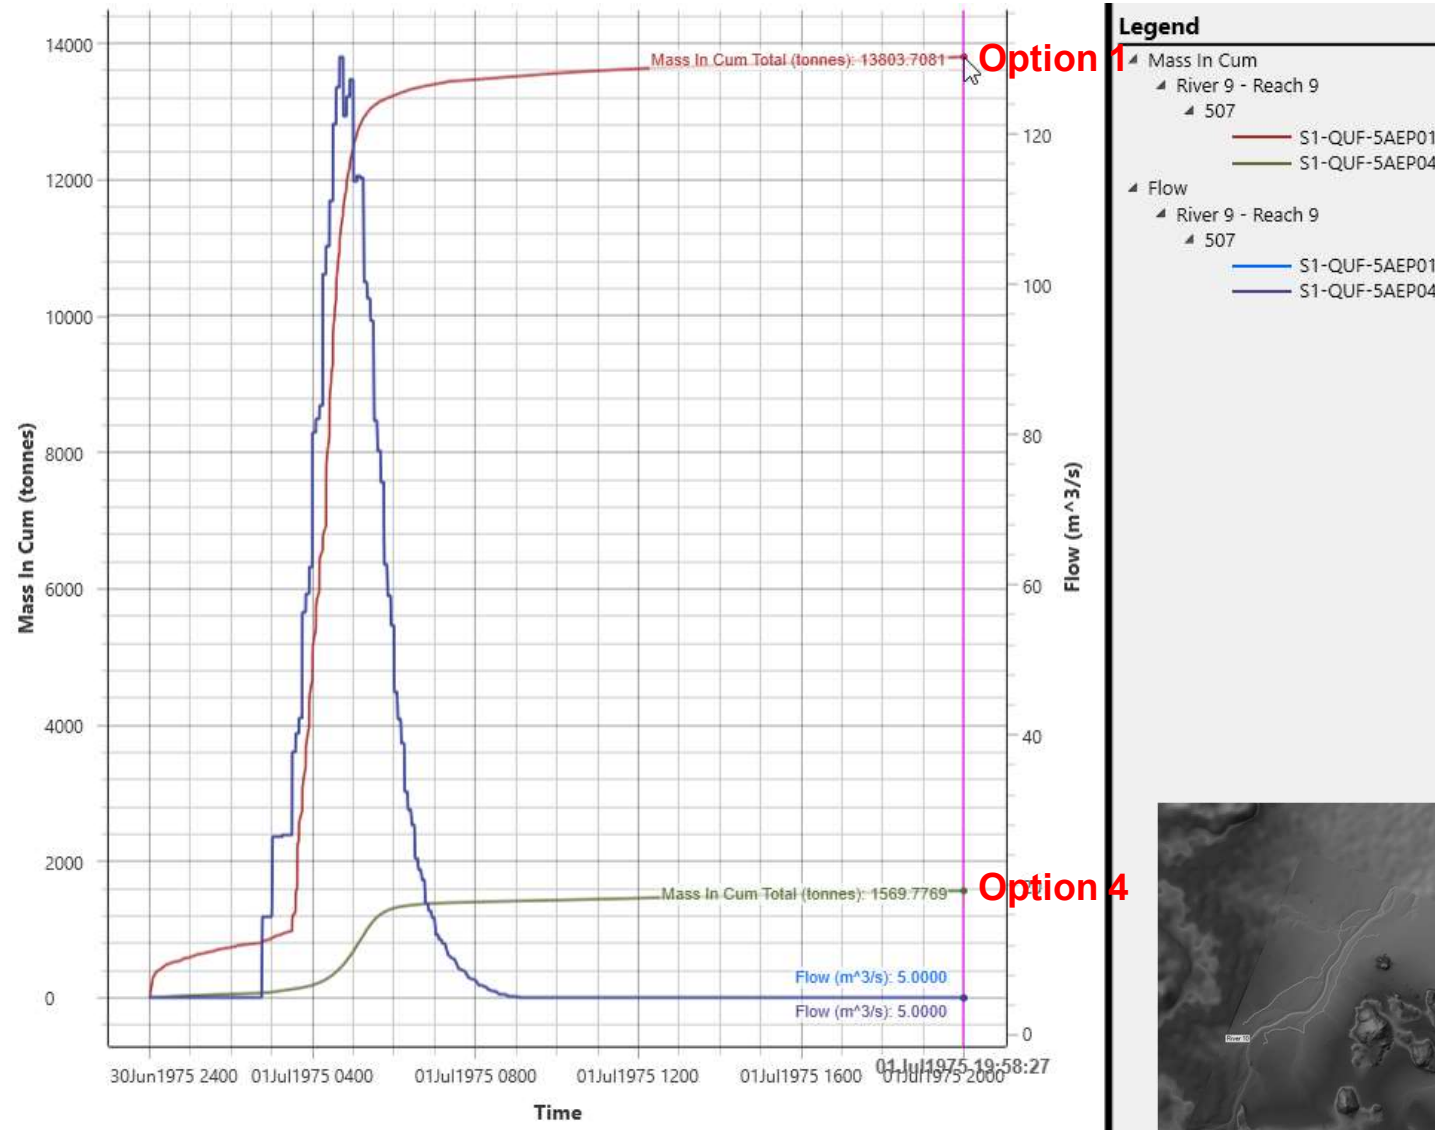 Legend
Mass In Cum
River 9 - Reach 9
507
S1-QUF-5AEP01
S1-QUF-5AEP04
Flow
River 9 - Reach 9
507
S1-QUF-5AEP01
S1-QUF-5AEP04
Mass In Cum (tonnes)
14000
12000
10000
8000
6000
4000
2000
0
Mass In Cum Total (tonnes): 13803.7081
Option 1
Mass In Cum Total (tonnes): 1569.7769
Option 4
Flow (m^3/s): 5.0000
Flow (m^3/s): 5.0000
120
100
80
60
40
20
0
Flow (m^3/s)
30Jun1975 2400
01Jul1975 0400
01Jul1975 0800
01Jul1975 1200
01Jul1975 1600
01Jul1975 2000
01Jul1975 19:58:27
Time